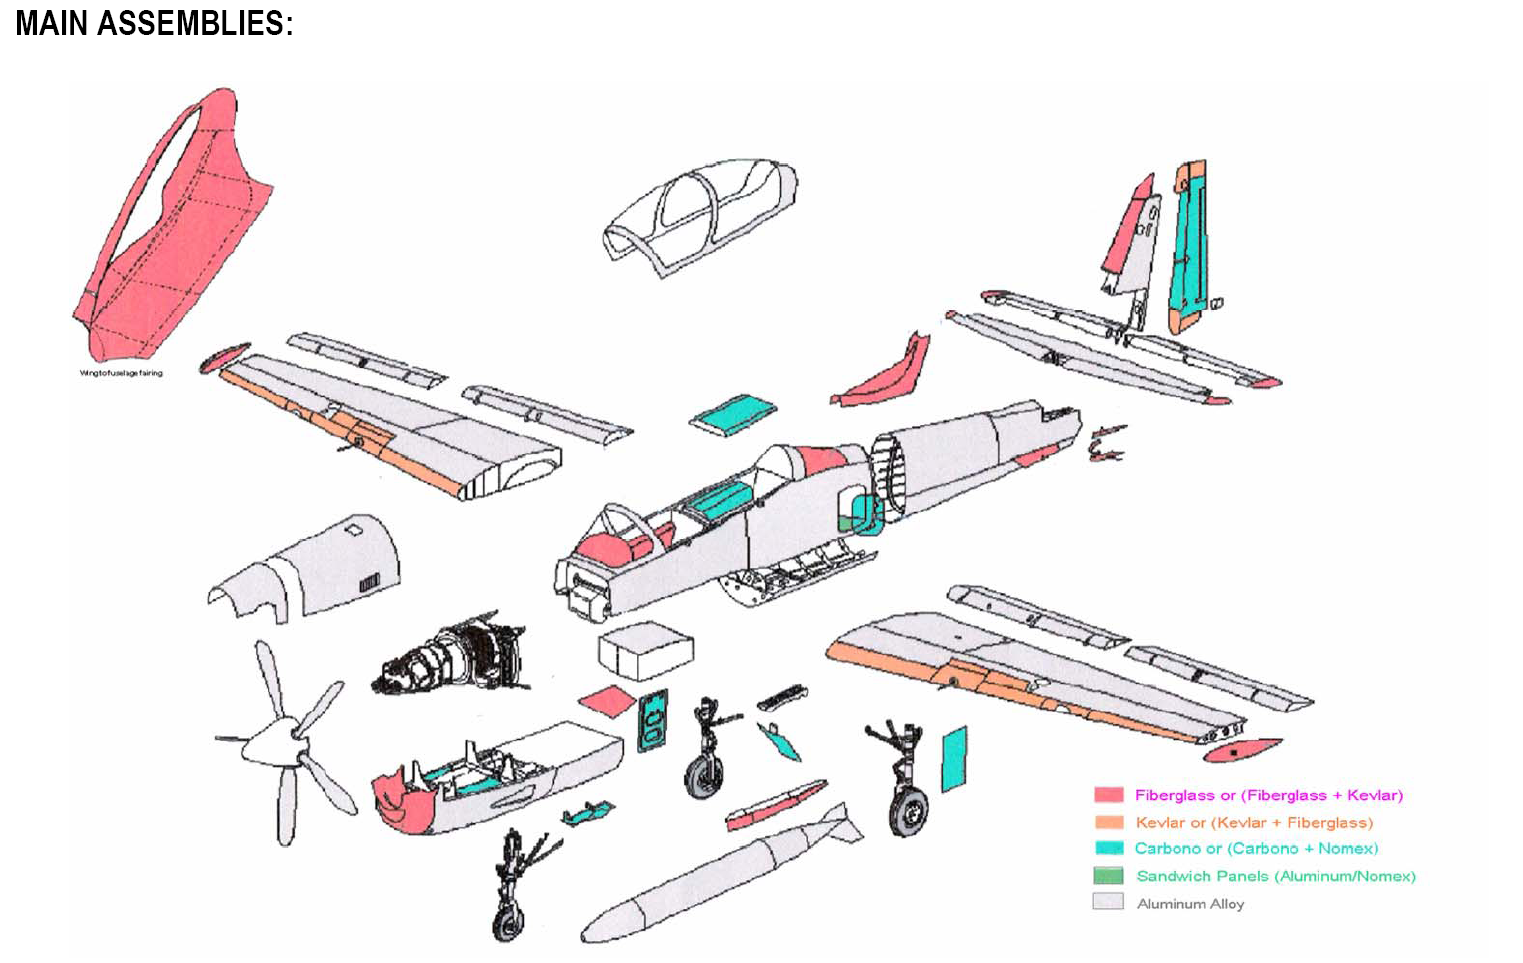 MAIN ASSEMBLIES:
Wing to fuselage fairing
Fiberglass or (Fiberglass + Kevlar)
Kevlar or (Kevlar + Fiberglass)
Carbono or (Carbono + Nomex)
Sandwich Panels (Aluminum/Nomex)
Aluminum Alloy